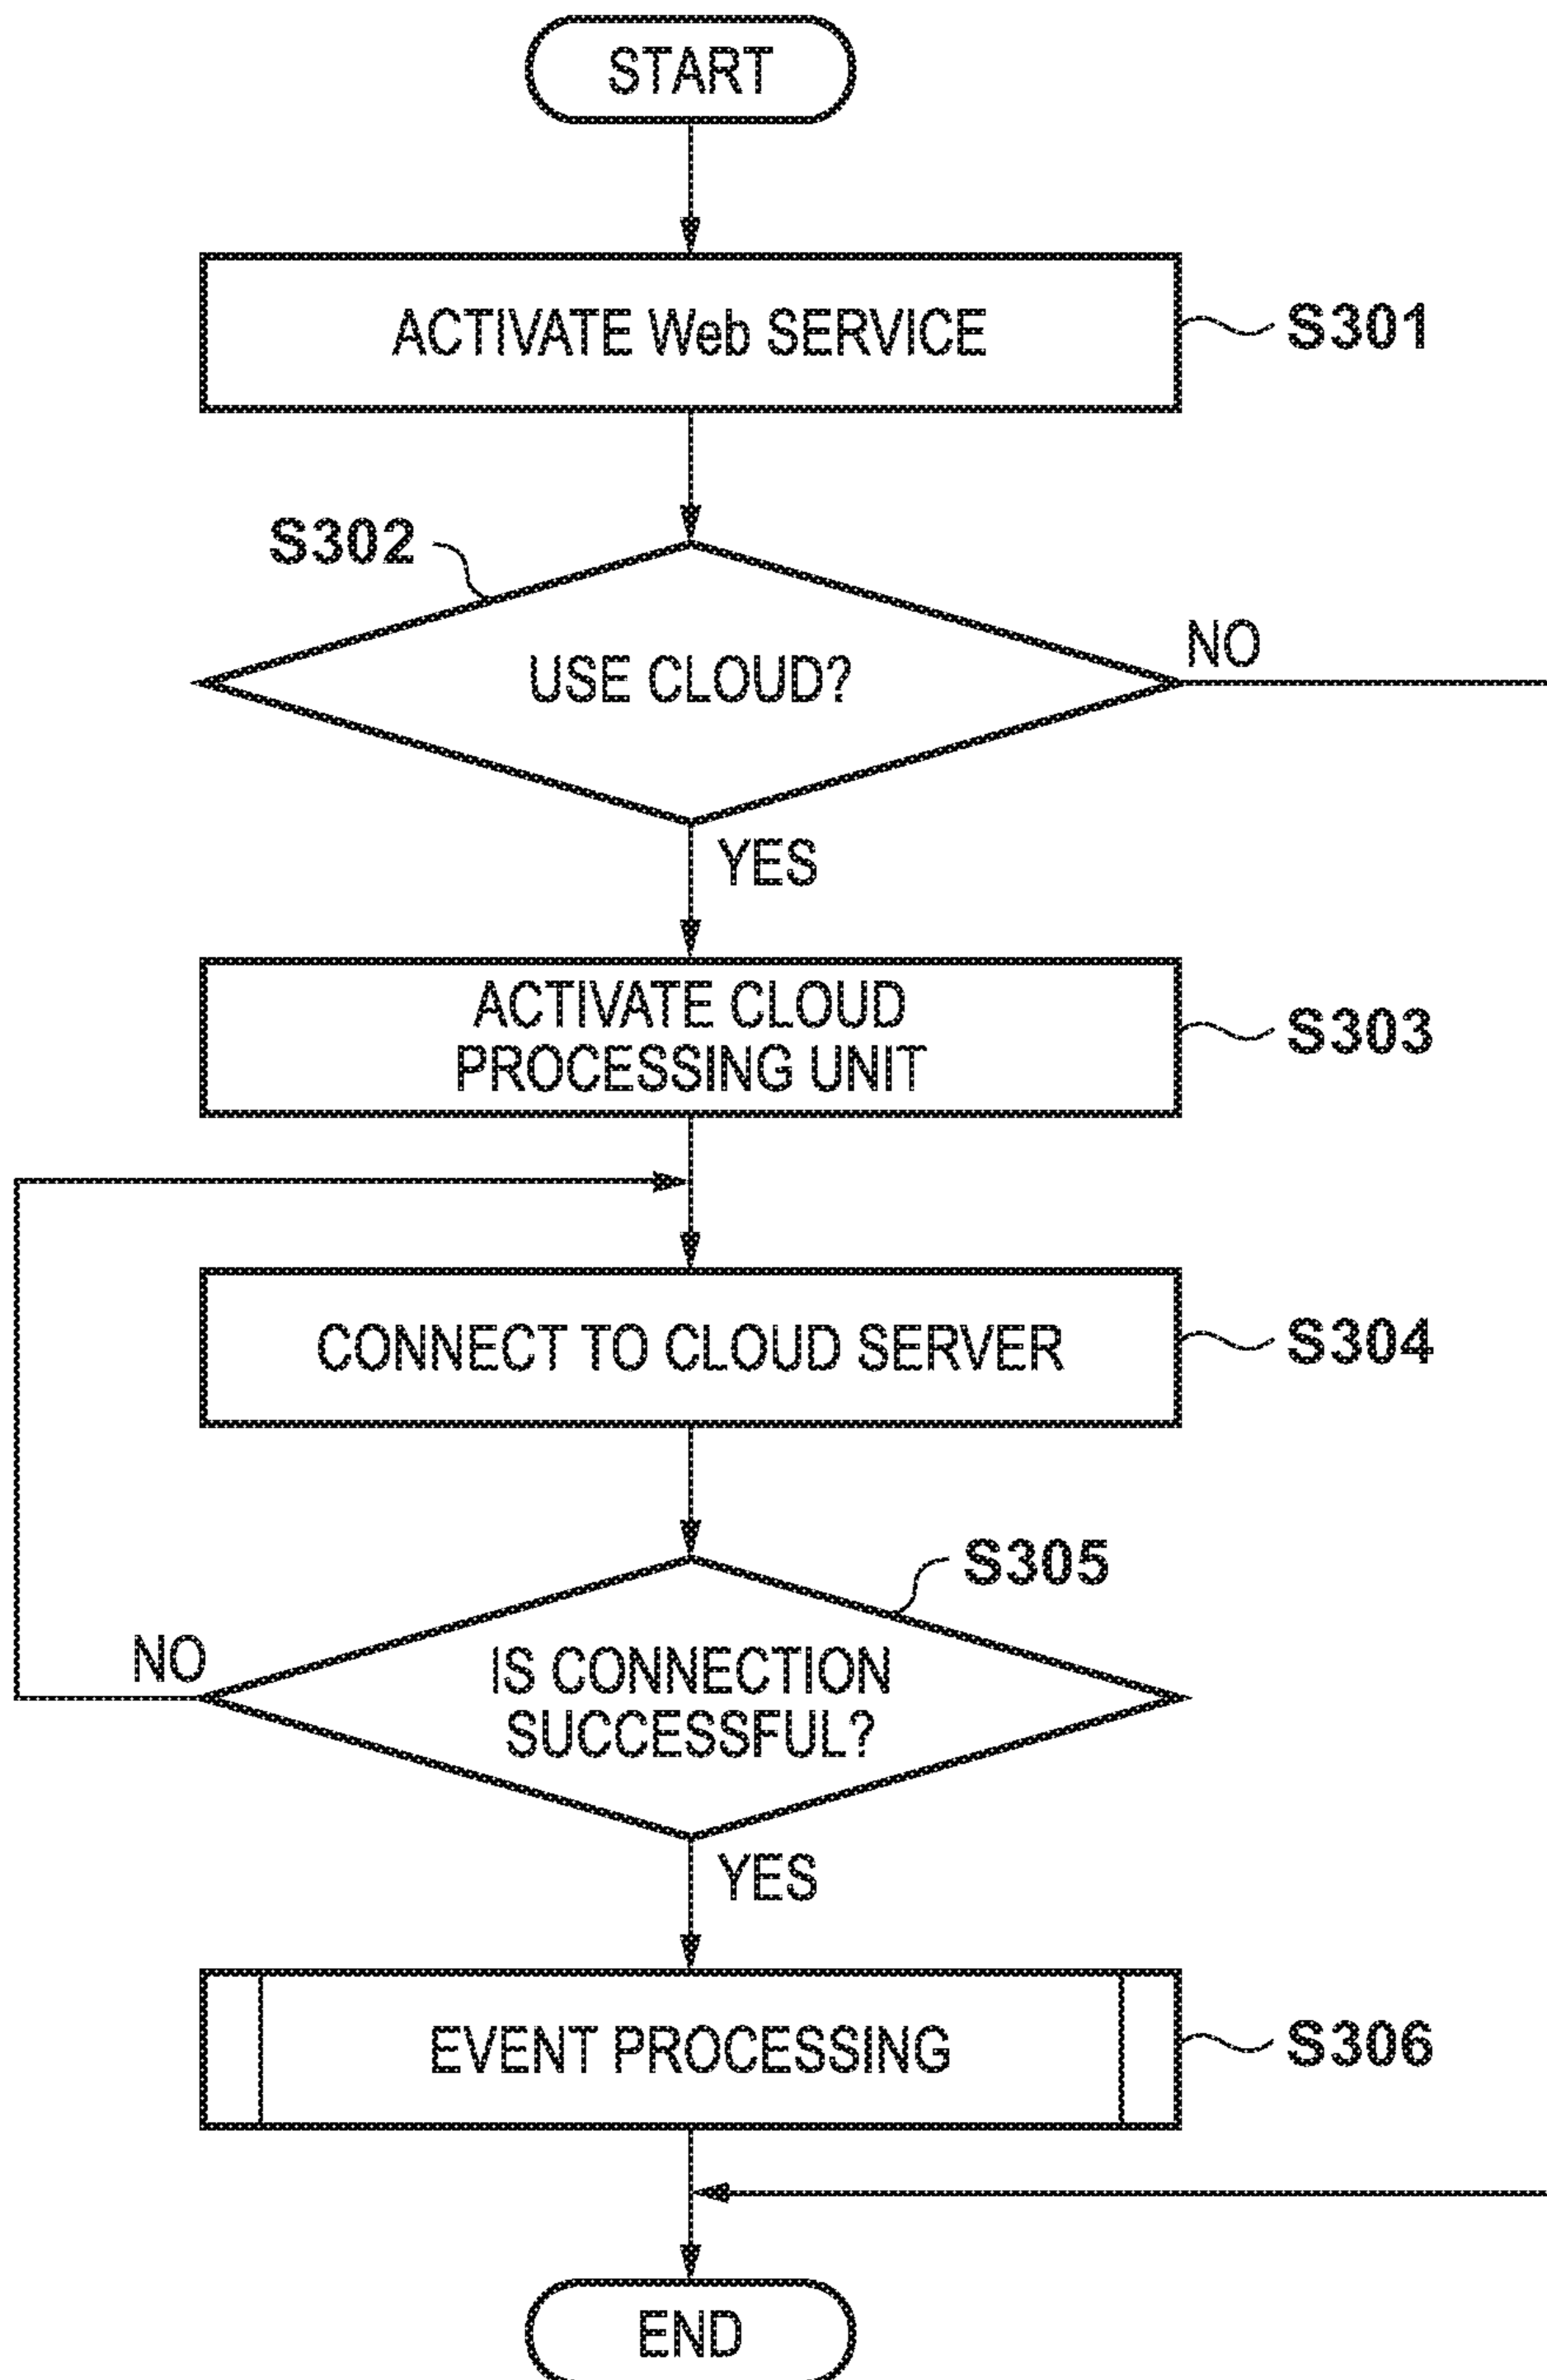 START
ACTIVATE Web SERVICE
S301
S302
USE CLOUD?
NO
YES
ACTIVATE CLOUD
PROCESSING UNIT
S303
CONNECT TO CLOUD SERVER
S304
S305
IS CONNECTION
SUCCESSFUL?
NO
YES
EVENT PROCESSING
S306
END